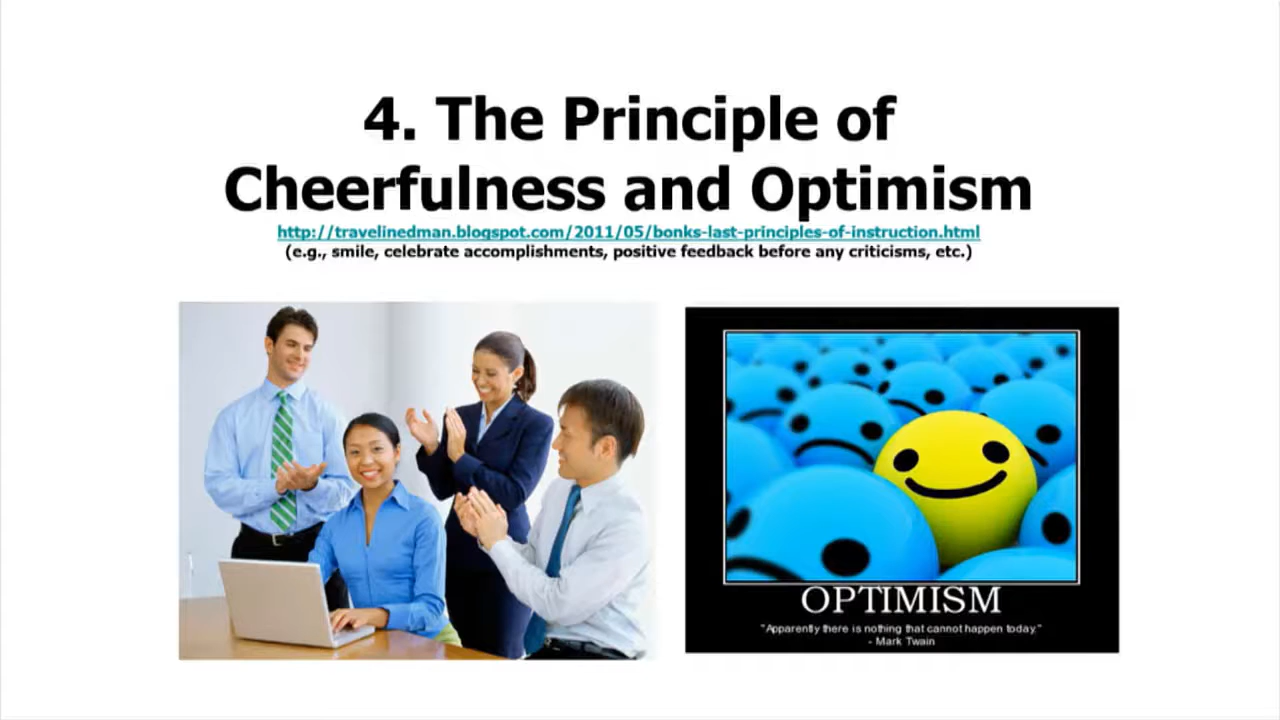 4. The Principle of
Cheerfulness and Optimism
http://travelinedman.blogspot.com/2011/05/bonks-last-principles-of-instruction.html
(e.g., smile, celebrate accomplishments, positive feedback before any criticisms, etc.)
OPTIMISM
"Apparently there is nothing that cannot happen today."
- Mark Twain